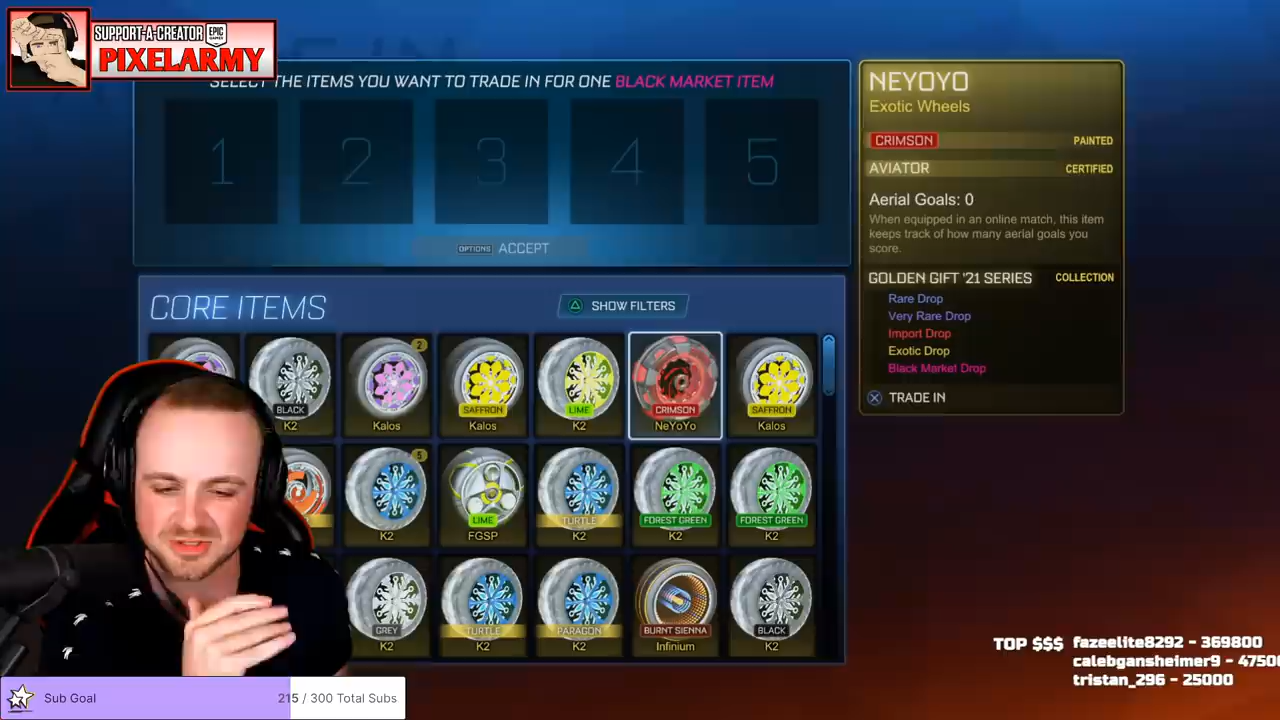 SUPPORT-A-CREATOR EPIC GAMES
PIXELARMY
SELECT THE ITEMS YOU WANT TO TRADE IN FOR ONE BLACK MARKET ITEM
1 2 3 4 5
OPTIONS ACCEPT
NEYOYO
Exotic Wheels
CRIMSON PAINTED
AVIATOR CERTIFIED
Aerial Goals: 0
When equipped in an online match, this item
keeps track of how many aerial goals you
score.
GOLDEN GIFT '21 SERIES COLLECTION
Rare Drop
Very Rare Drop
Import Drop
Exotic Drop
Black Market Drop
TRADE IN
CORE ITEMS
SHOW FILTERS
2
BLACK SAFFRON LIME CRIMSON SAFFRON
K2 Kalos Kalos K2 NeYoYo Kalos
5
LIME TURTLE FOREST GREEN FOREST GREEN
K2 FGSP K2 K2 K2
GREY TURTLE PARAGON BURNT SIENNA BLACK
K2 K2 K2 Infinium K2
TOP $$$ fazeelite8292 - 369800
calebgansheimer9 - 47500
tristan_296 - 25000
Sub Goal 215 / 300 Total Subs